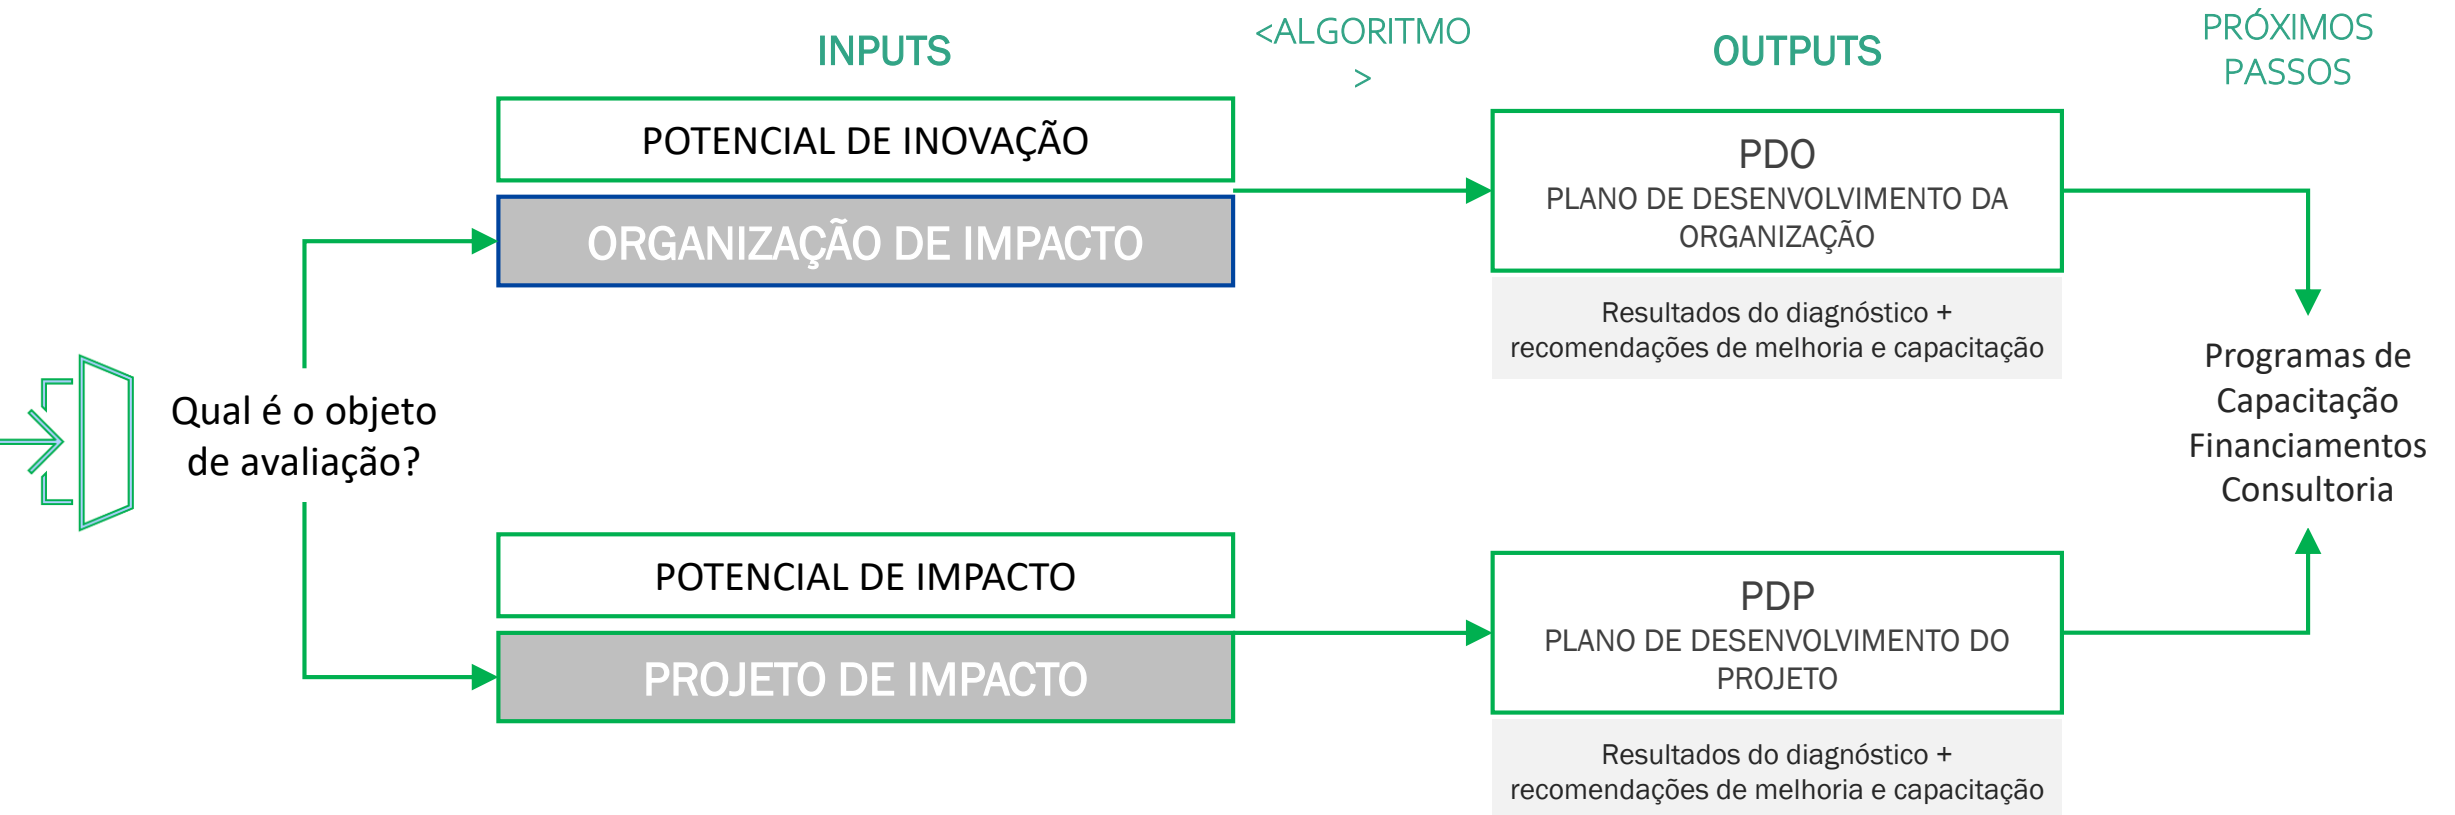 INPUTS
<ALGORITMO
>
OUTPUTS
PRÓXIMOS
PASSOS
POTENCIAL DE INOVAÇÃO
ORGANIZAÇÃO DE IMPACTO
PDO
PLANO DE DESENVOLVIMENTO DA
ORGANIZAÇÃO
Resultados do diagnóstico +
recomendações de melhoria e capacitação
Qual é o objeto
de avaliação?
Programas de
Capacitação
Financiamentos
Consultoria
POTENCIAL DE IMPACTO
PROJETO DE IMPACTO
PDP
PLANO DE DESENVOLVIMENTO DO
PROJETO
Resultados do diagnóstico +
recomendações de melhoria e capacitação